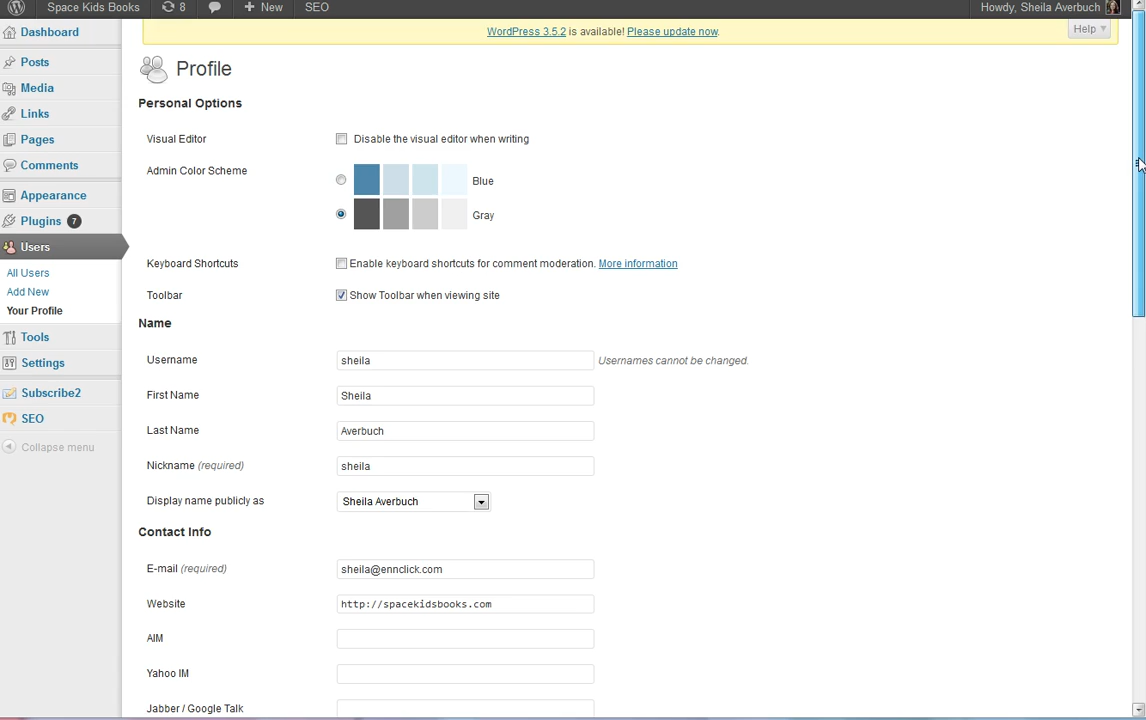 Space Kids Books 8 New SEO Howdy, Sheila Averbuch
Dashboard
Posts
Media
Links
Pages
Comments
Appearance
Plugins 7
Users
All Users
Add New
Your Profile
Tools
Settings
Subscribe2
SEO
Collapse menu
WordPress 3.5.2 is available! Please update now.
Help
Profile
Personal Options
Visual Editor Disable the visual editor when writing
Admin Color Scheme
Blue
Gray
Keyboard Shortcuts Enable keyboard shortcuts for comment moderation. More information
Toolbar Show Toolbar when viewing site
Name
Username sheila Usernames cannot be changed.
First Name Sheila
Last Name Averbuch
Nickname (required) sheila
Display name publicly as Sheila Averbuch
Contact Info
E-mail (required) sheila@ennclick.com
Website http://spacekidsbooks.com
AIM
Yahoo IM
Jabber / Google Talk